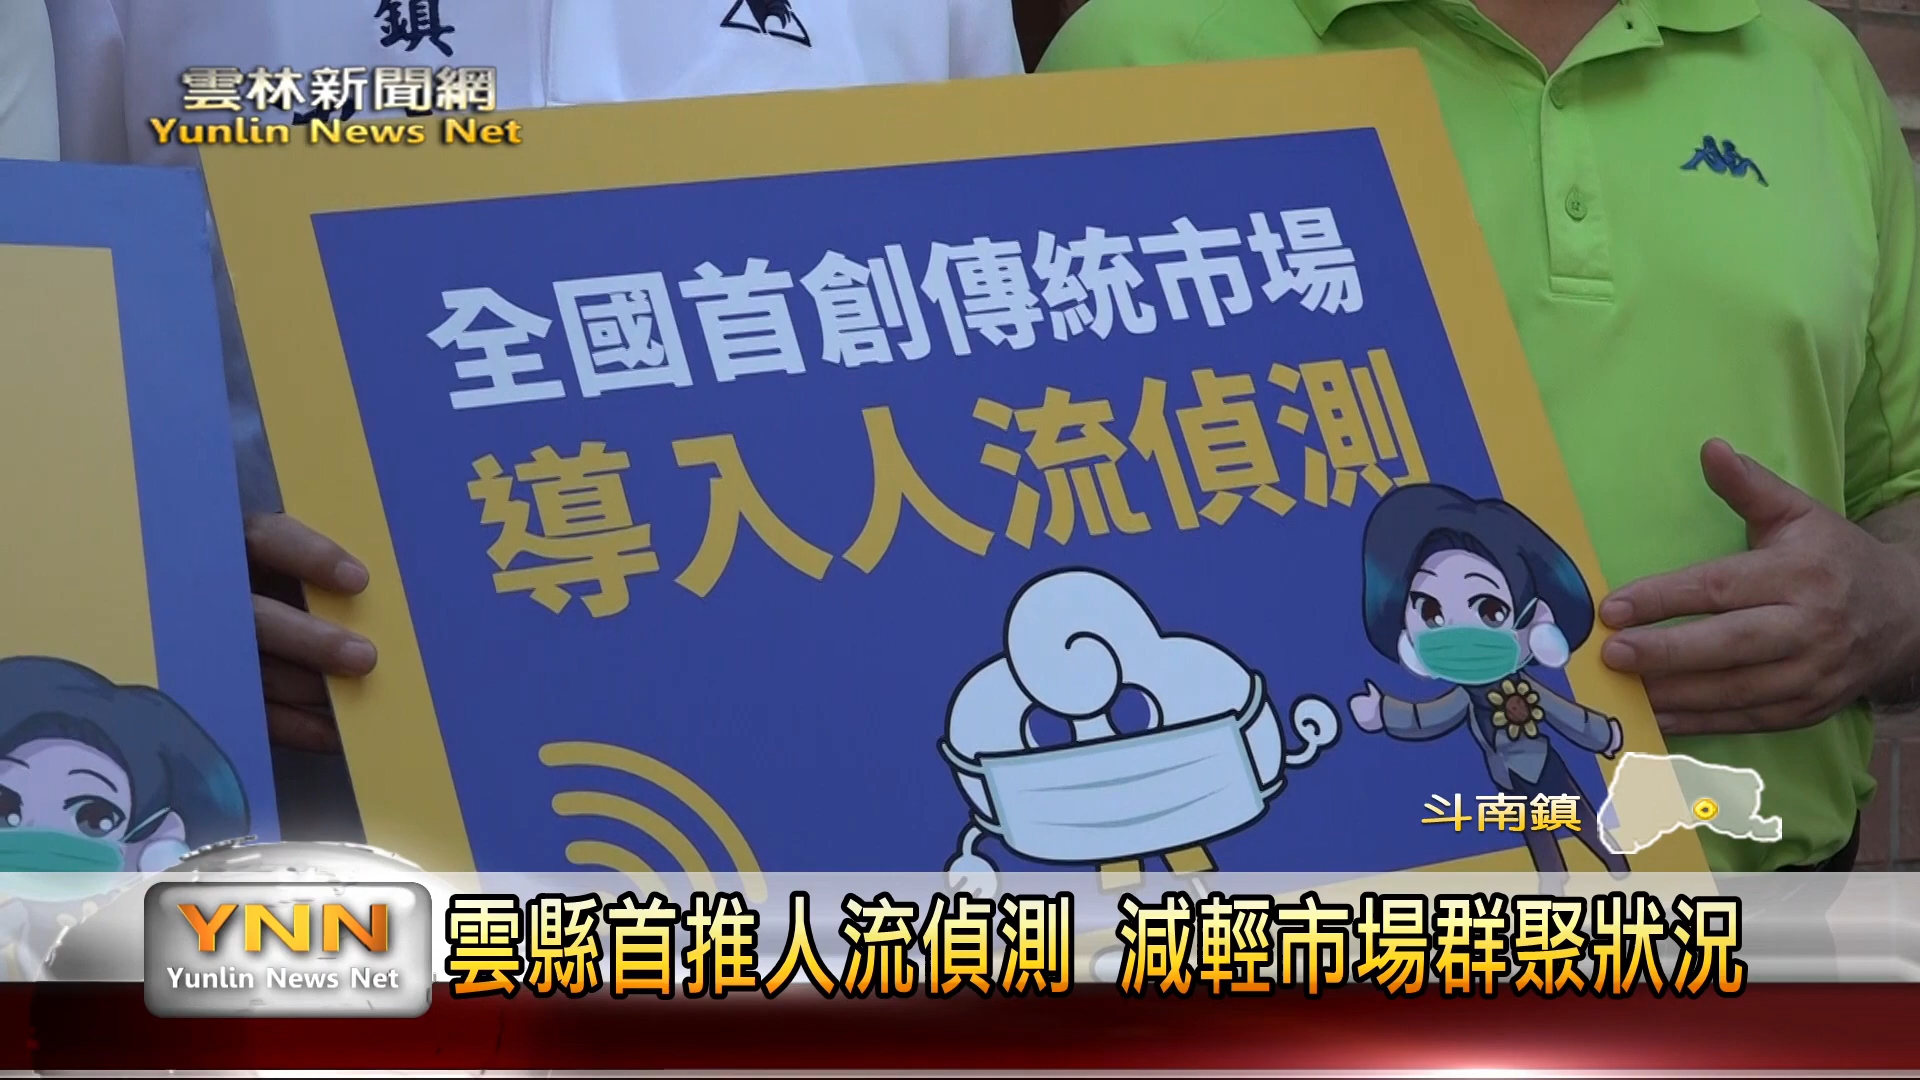 鎮
雲林新聞網
Yunlin News Net
全國首創傳統市場
導入人流偵測
斗南鎮
YNN
Yunlin News Net
雲縣首推人流偵測 減輕市場群聚狀況